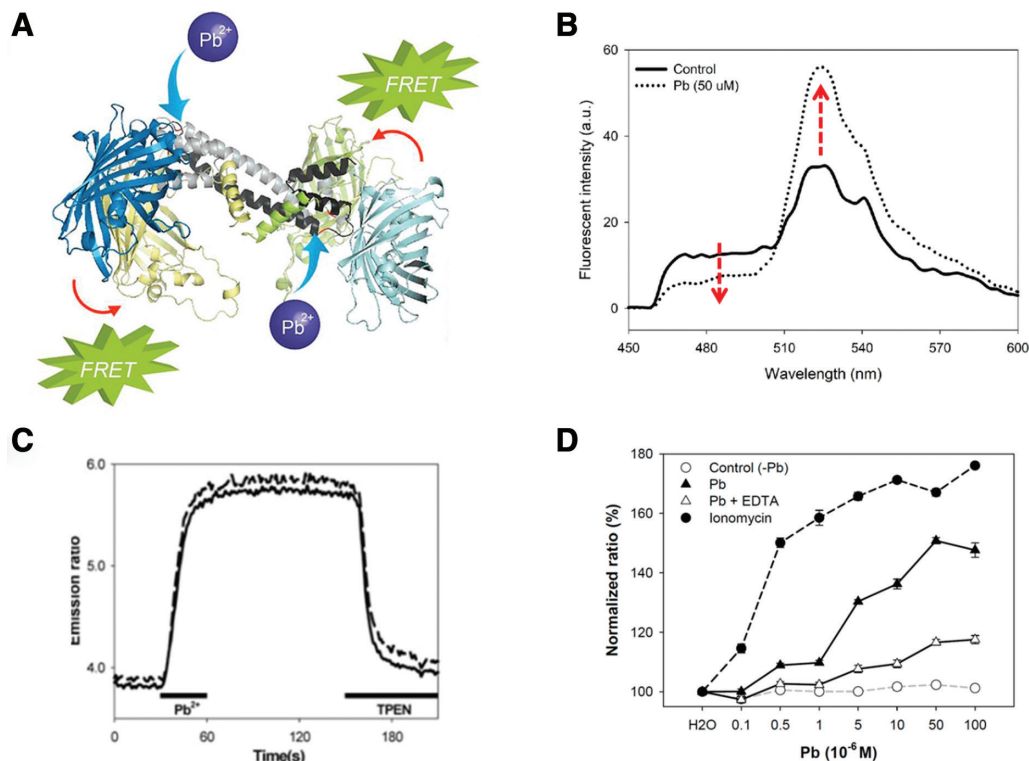 A
Pb2+
FRET
Pb2+
FRET
B
60
40
20
0
Fluorescent intensity (a.u.)
Control
Pb (50 uM)
450
480
510
540
570
600
Wavelength (nm)
C
6.0
5.0
4.0
Emission ratio
Pb2+
TPEN
0
60
120
180
Time(s)
D
180
160
140
120
100
Normalized ratio (%)
Control (-Pb)
Pb
Pb + EDTA
Ionomycin
H2O
0.1
0.5
1
5
10
50
100
Pb (10-6 M)